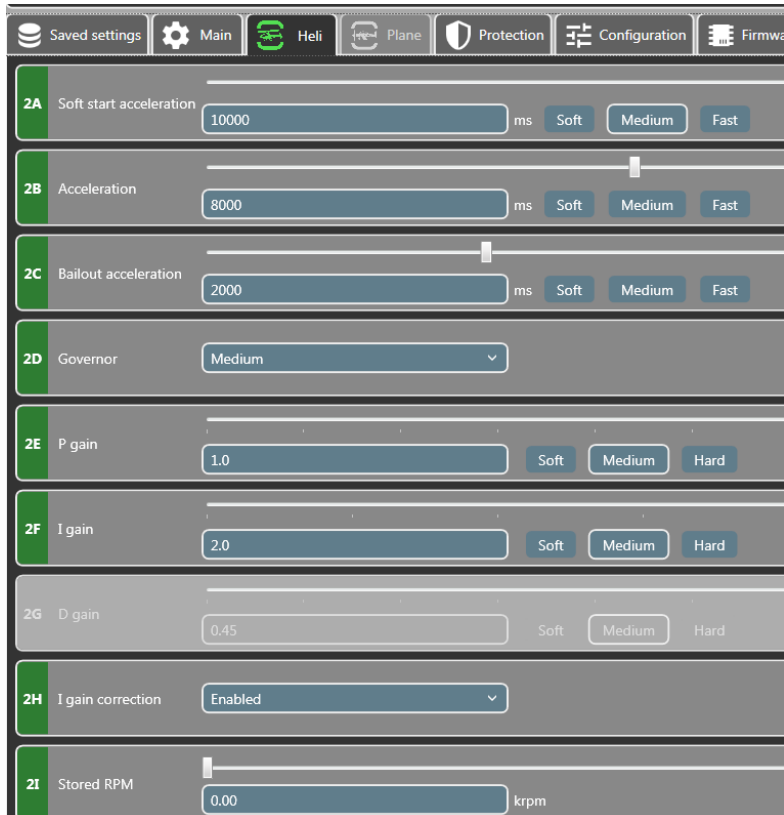 Saved settings Main Heli Plane Protection Configuration
2A Soft start acceleration
10000 ms Soft Medium Fast
2B Acceleration
8000 ms Soft Medium Fast
2C Bailout acceleration
2000 ms Soft Medium Fast
2D Governor Medium
2E P gain
1.0 Soft Medium Hard
2F I gain
2.0 Soft Medium Hard
2G D gain
0.45 Soft Medium Hard
2H I gain correction Enabled
2I Stored RPM
0.00 krpm